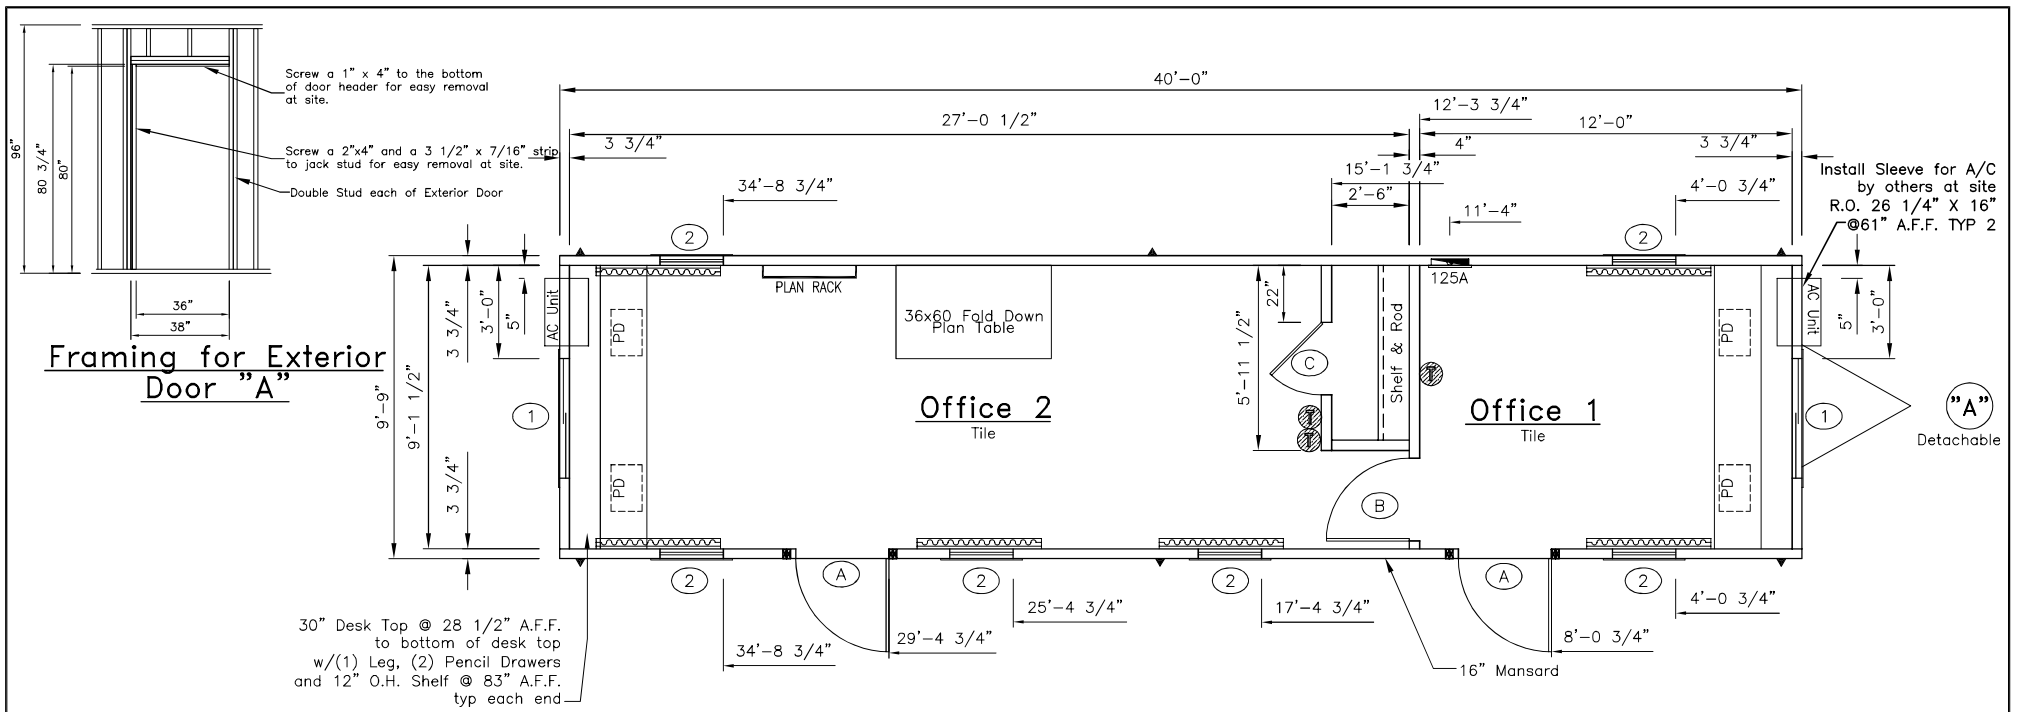 96"
80 3/4"
80"
36"
38"
Screw a 1" x 4" to the bottom
of door header for easy removal
at site.
Screw a 2"x4" and a 3 1/2" x 7/16" strip
to jack stud for easy removal at site.
Double Stud each of Exterior Door
Framing for Exterior
Door "A"
40'-0"
27'-0 1/2"
12'-3 3/4"
12'-0"
3 3/4"
4"
3 3/4"
15'-1 3/4"
34'-8 3/4"
2'-6"
11'-4"
4'-0 3/4"
Install Sleeve for A/C
by others at site
R.O. 26 1/4" X 16"
@61" A.F.F. TYP 2
2
2
9'-9"
9'-1 1/2"
3 3/4"
3 3/4"
3'-0"
5"
AC Unit
PD
PD
1
PLAN RACK
36x60 Fold Down
Plan Table
Office 2
Tile
5'-11 1/2"
22"
C
T
T
Shelf & Rod
125A
T
B
Office 1
Tile
PD
PD
AC Unit
5"
3'-0"
1
"A"
Detachable
2
A
2
2
A
2
30" Desk Top @ 28 1/2" A.F.F.
to bottom of desk top
w/(1) Leg, (2) Pencil Drawers
and 12" O.H. Shelf @ 83" A.F.F.
typ each end
34'-8 3/4"
29'-4 3/4"
25'-4 3/4"
17'-4 3/4"
16" Mansard
8'-0 3/4"
4'-0 3/4"